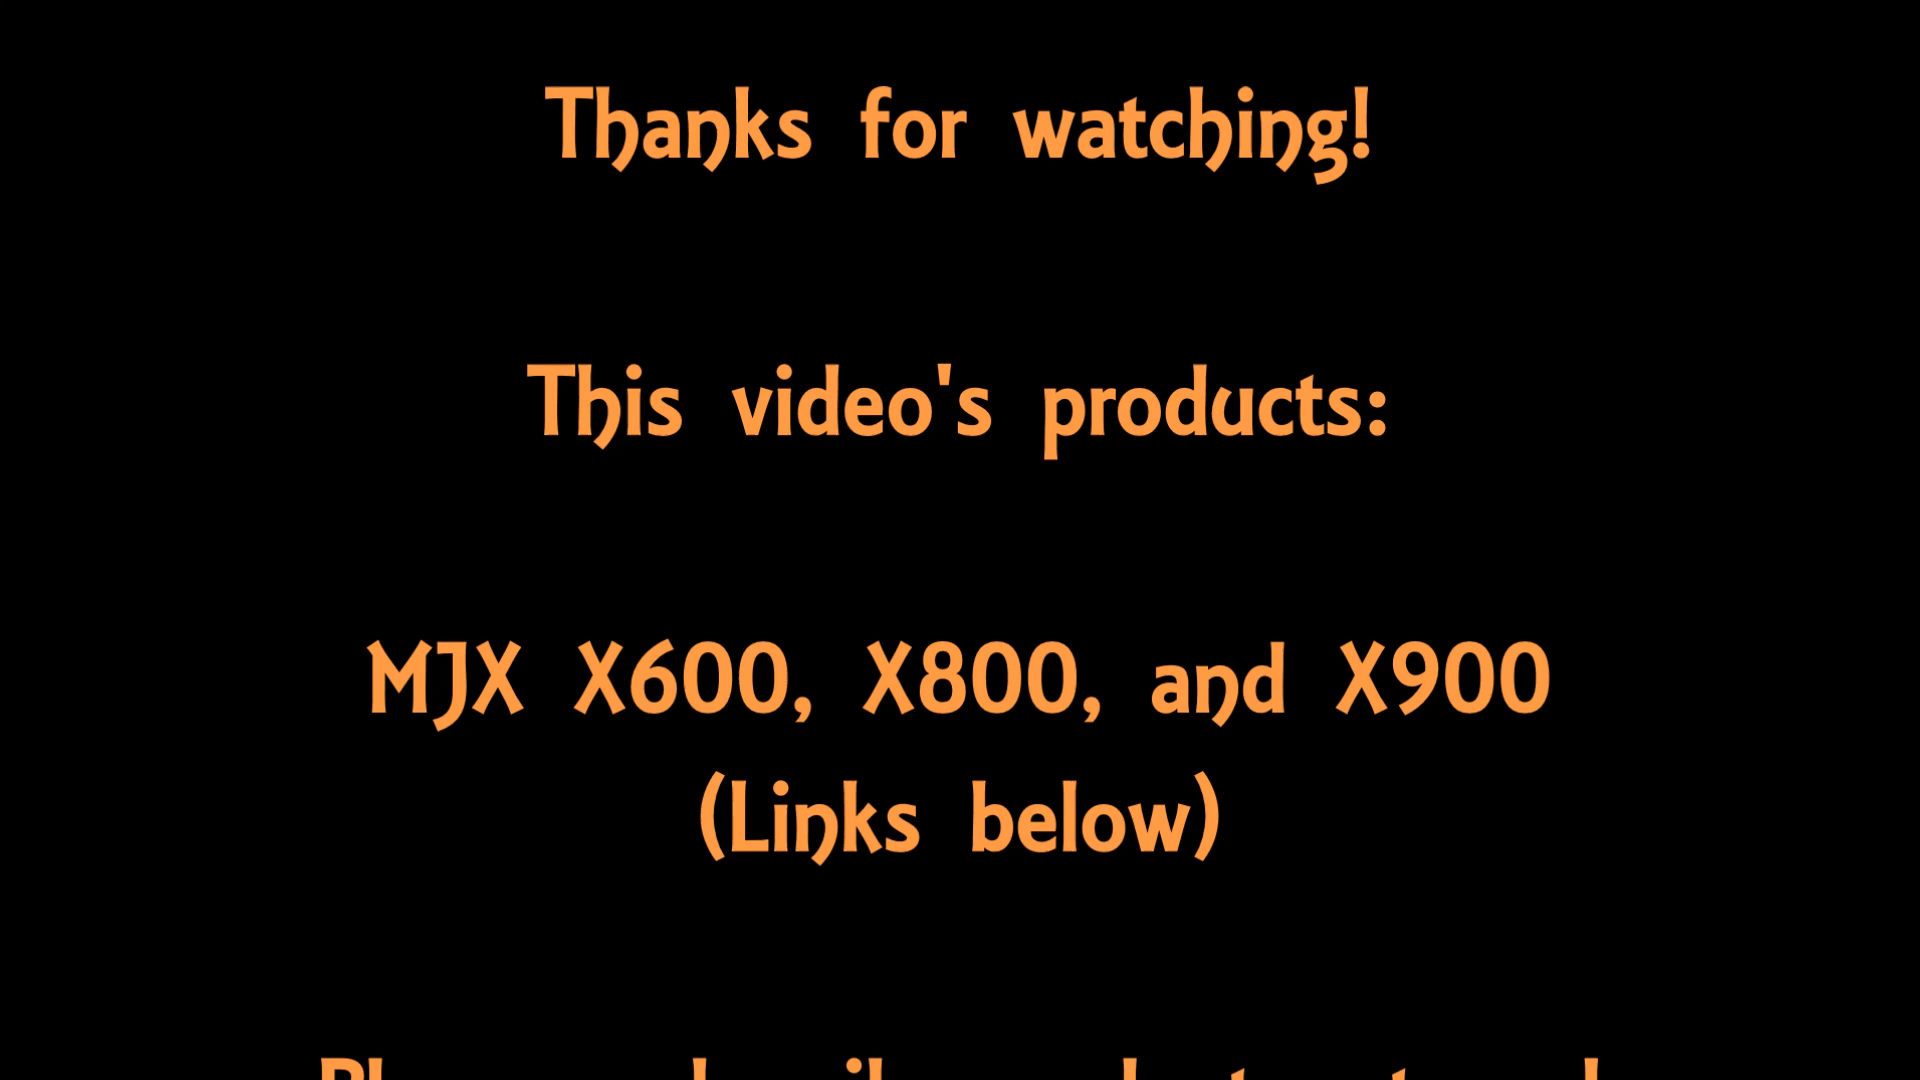 Thanks for watching!
This video's products:
MJX X600, X800, and X900
(Links below)